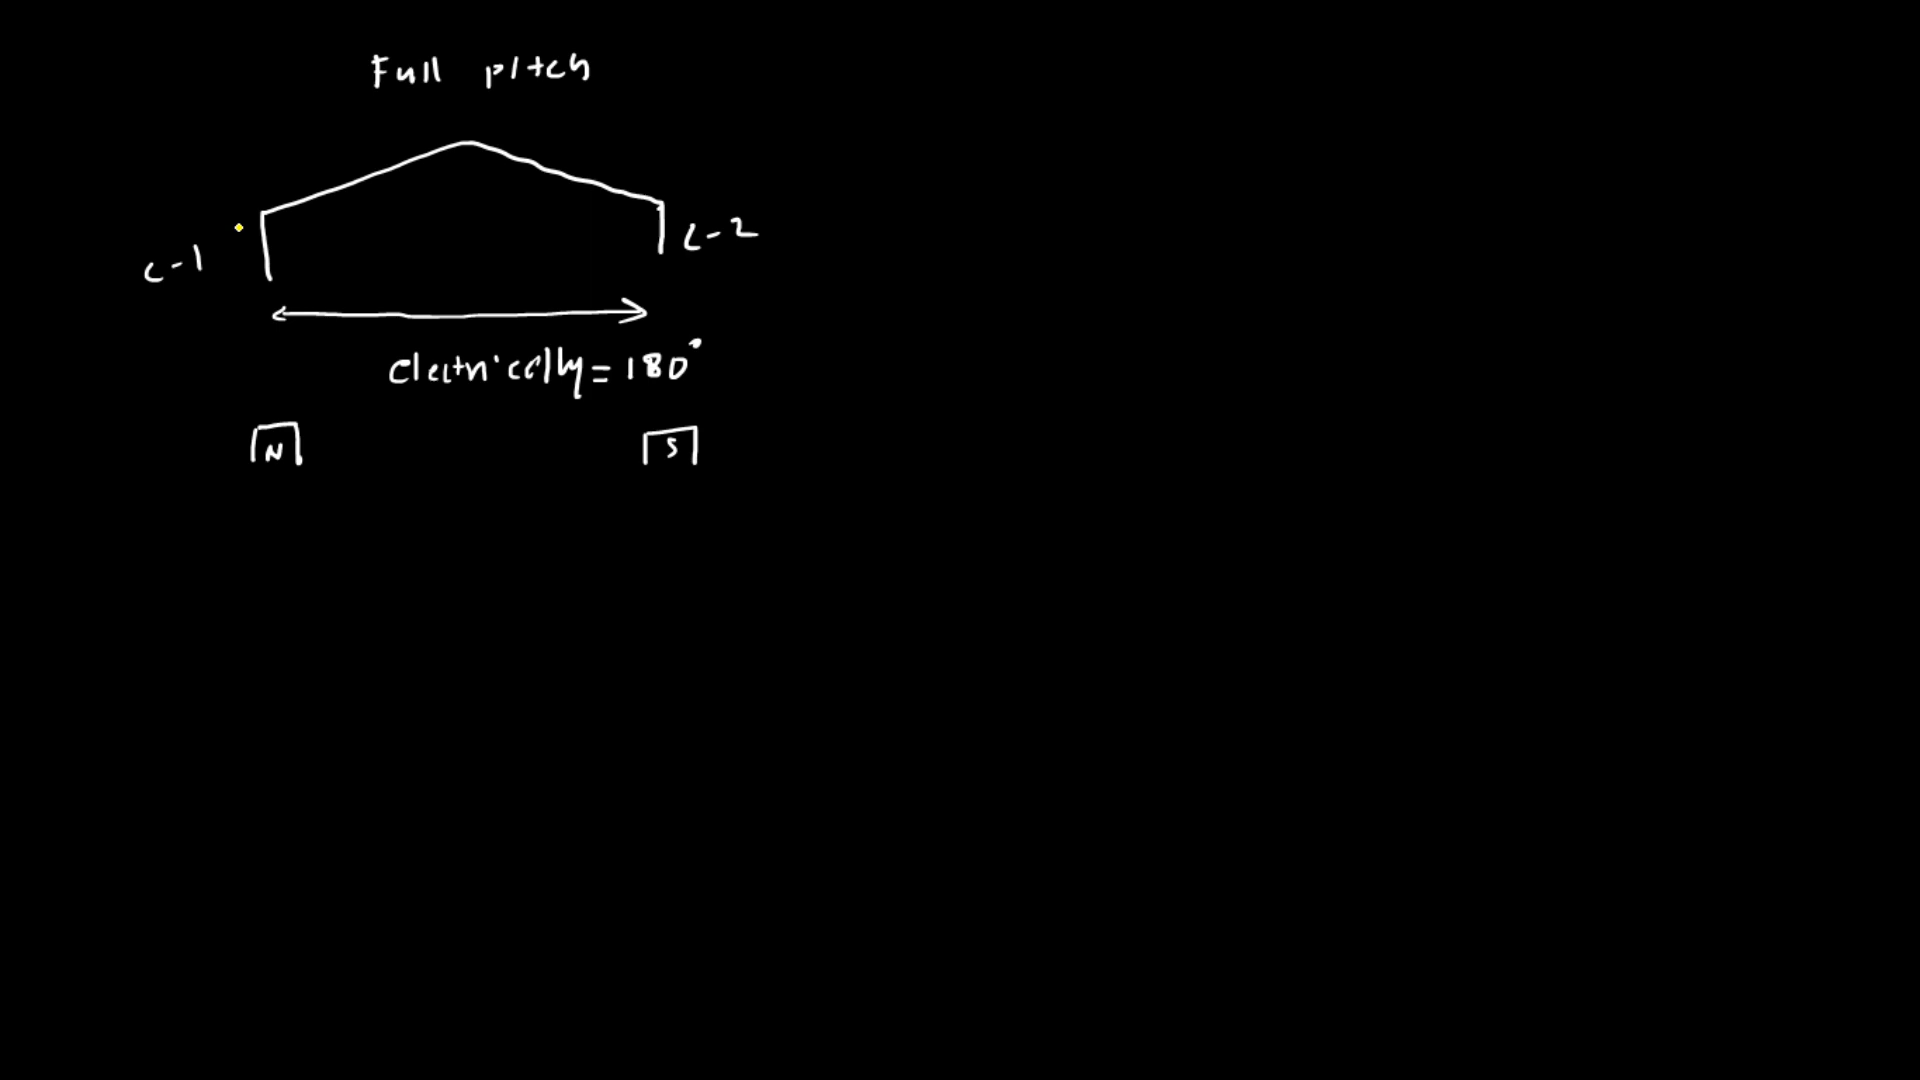 Full pitch
c-1
c-2
electrically = 180°
N
S